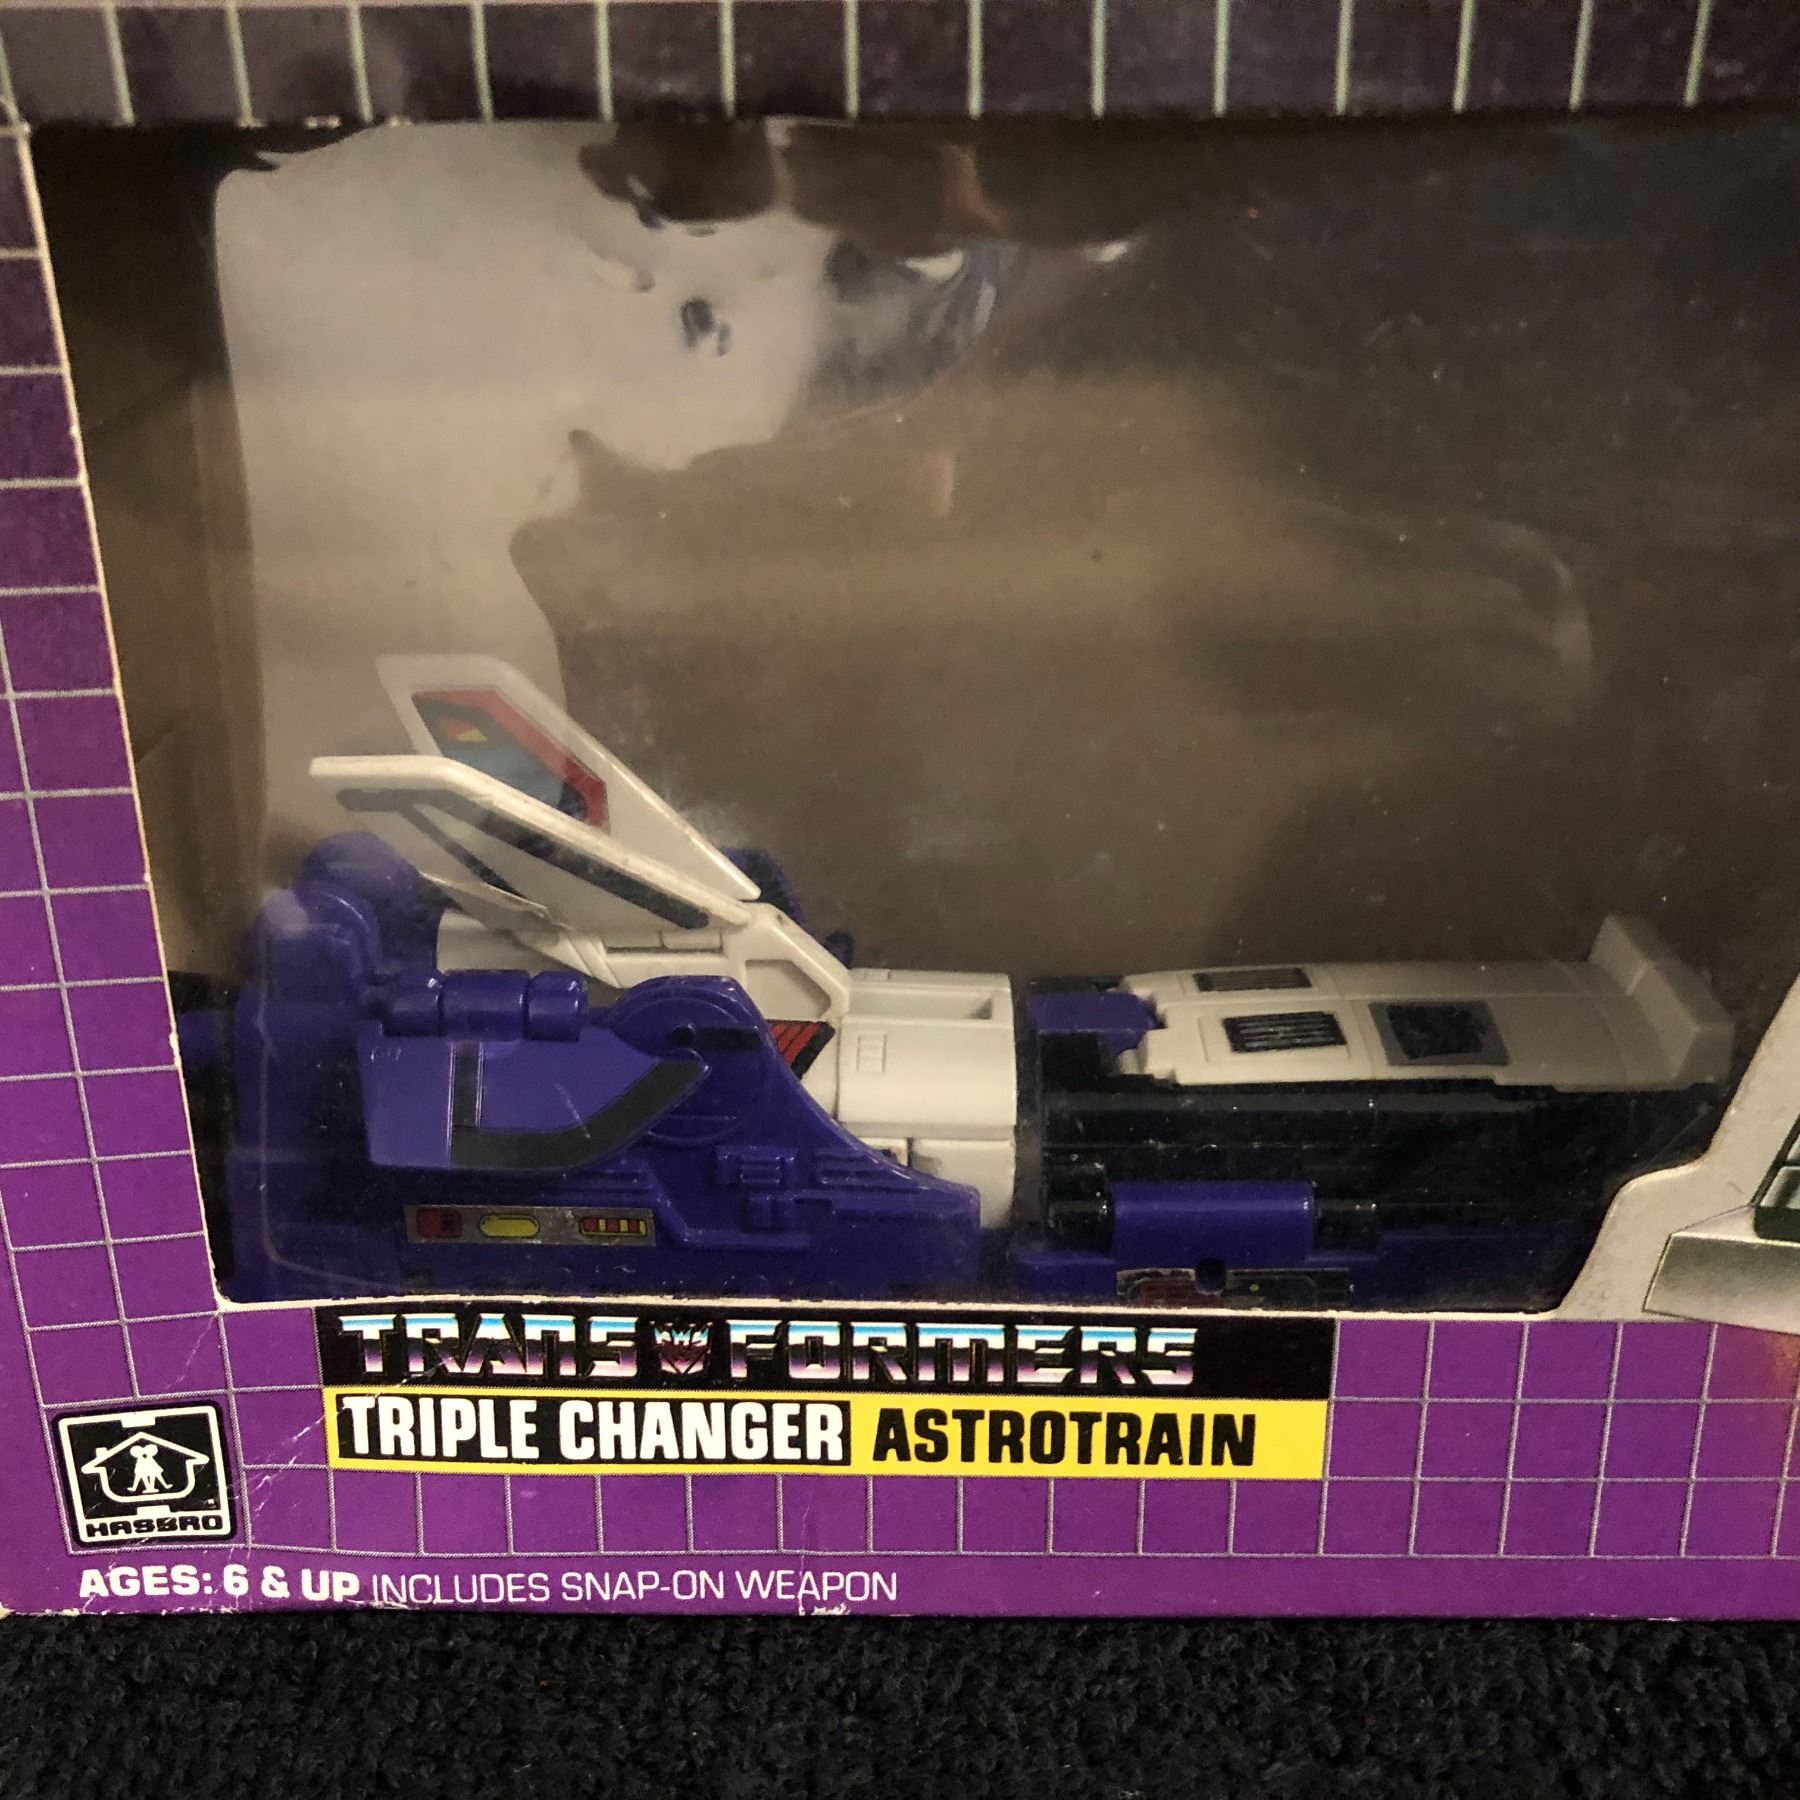 TRANSFORMERS
TRIPLE CHANGER ASTROTRAIN
HASBRO
AGES: 6 & UP INCLUDES SNAP-ON WEAPON